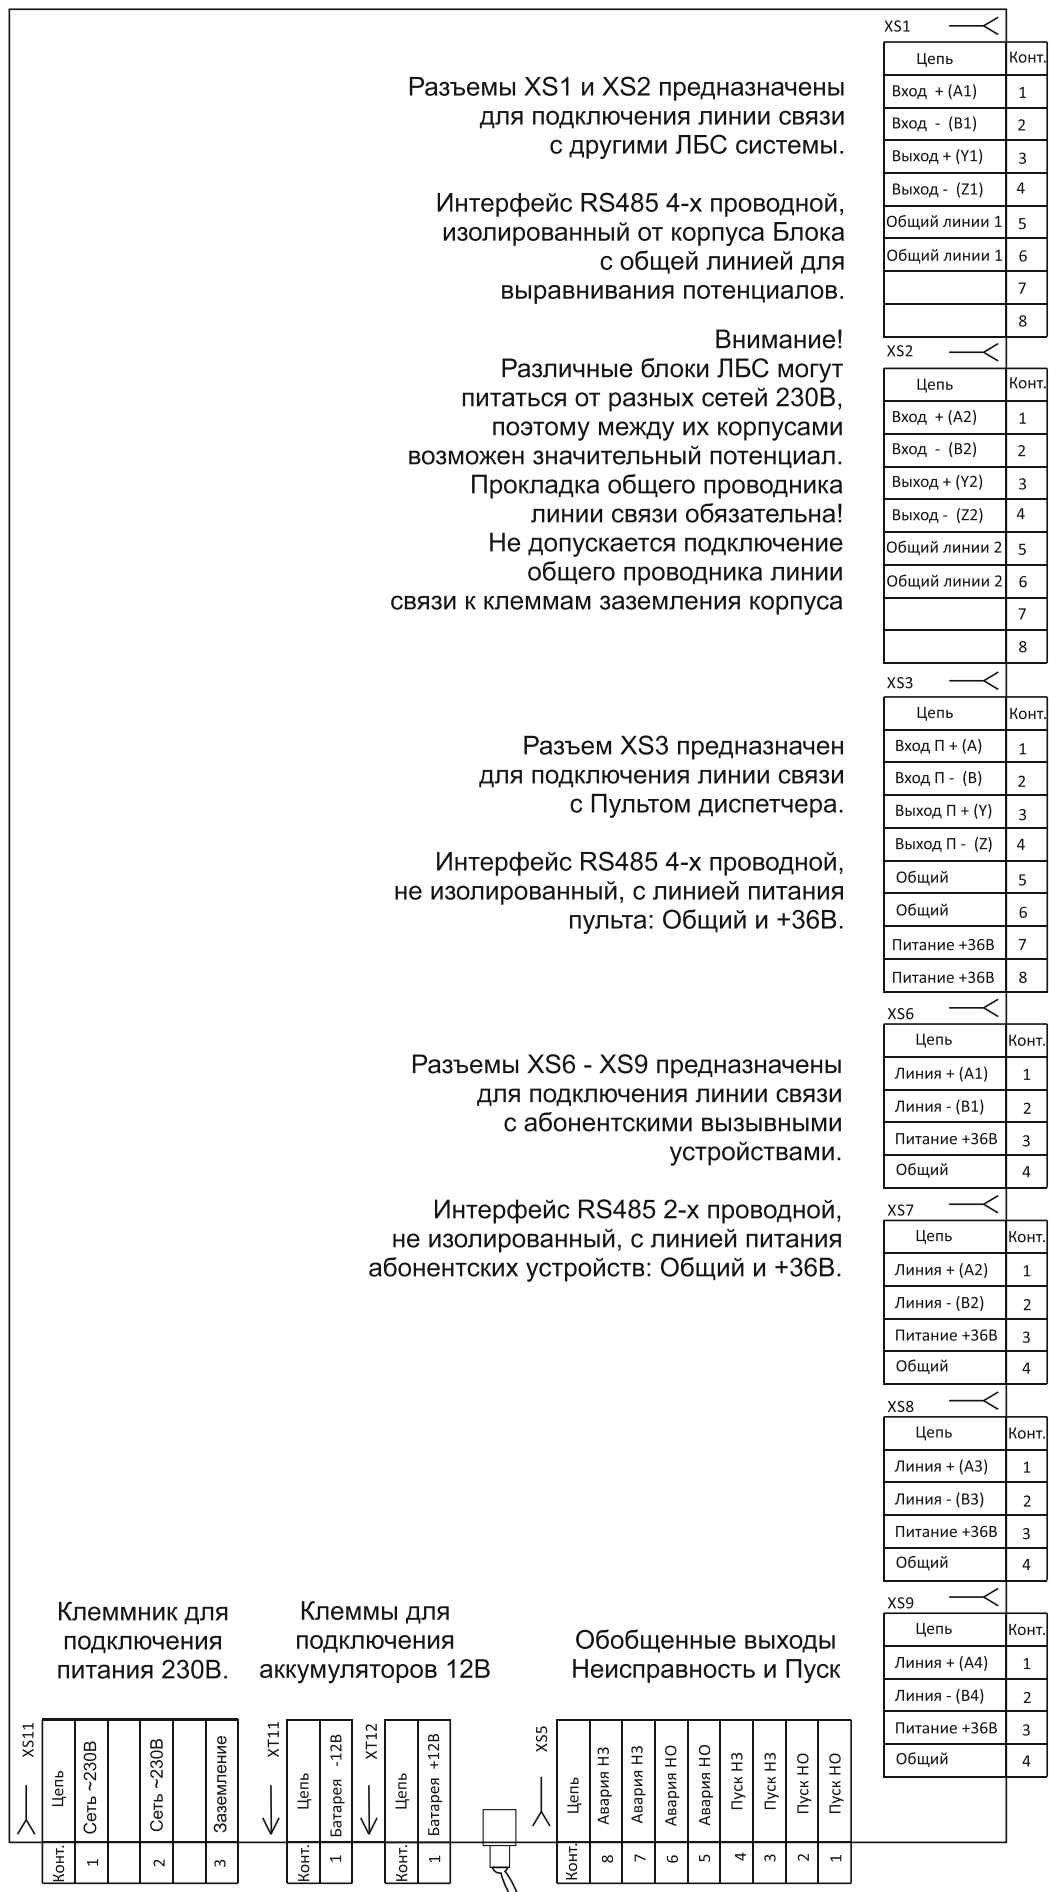 XS1
Цепь Конт.
Вход + (A1) 1
Вход - (B1) 2
Выход + (Y1) 3
Выход - (Z1) 4
Общий линии 1 5
Общий линии 1 6
7
8
Разъемы XS1 и XS2 предназначены
для подключения линии связи
с другими ЛБС системы.
Интерфейс RS485 4-х проводной,
изолированный от корпуса Блока
с общей линией для
выравнивания потенциалов.
Внимание!
Различные блоки ЛБС могут
питаться от разных сетей 230В,
поэтому между их корпусами
возможен значительный потенциал.
Прокладка общего проводника
линии связи обязательна!
Не допускается подключение
общего проводника линии
связи к клеммам заземления корпуса
XS2
Цепь Конт.
Вход + (A2) 1
Вход - (B2) 2
Выход + (Y2) 3
Выход - (Z2) 4
Общий линии 2 5
Общий линии 2 6
7
8
XS3
Цепь Конт.
Вход П + (A) 1
Вход П - (B) 2
Выход П + (Y) 3
Выход П - (Z) 4
Общий 5
Общий 6
Питание +36В 7
Питание +36В 8
Разъем XS3 предназначен
для подключения линии связи
с Пультом диспетчера.
Интерфейс RS485 4-х проводной,
не изолированный, с линией питания
пульта: Общий и +36В.
XS6
Цепь Конт.
Линия + (A1) 1
Линия - (B1) 2
Питание +36В 3
Общий 4
Разъемы XS6 - XS9 предназначены
для подключения линии связи
с абонентскими вызывными
устройствами.
Интерфейс RS485 2-х проводной,
не изолированный, с линией питания
абонентских устройств: Общий и +36В.
XS7
Цепь Конт.
Линия + (A2) 1
Линия - (B2) 2
Питание +36В 3
Общий 4
XS8
Цепь Конт.
Линия + (A3) 1
Линия - (B3) 2
Питание +36В 3
Общий 4
XS9
Цепь Конт.
Линия + (A4) 1
Линия - (B4) 2
Питание +36В 3
Общий 4
Клеммник для
подключения
питания 230В.
XS11
Конт. Цепь
1 Сеть ~230В
2 Сеть ~230В
3 Заземление
Клеммы для
подключения
аккумуляторов 12В
XT11
Конт. Цепь
1 Батарея -12В
XT12
Конт. Цепь
1 Батарея +12В
Обобщенные выходы
Неисправность и Пуск
XS5
Конт. Цепь
8 Авария НЗ
7 Авария НЗ
6 Авария НО
5 Авария НО
4 Пуск НЗ
3 Пуск НЗ
2 Пуск НО
1 Пуск НО